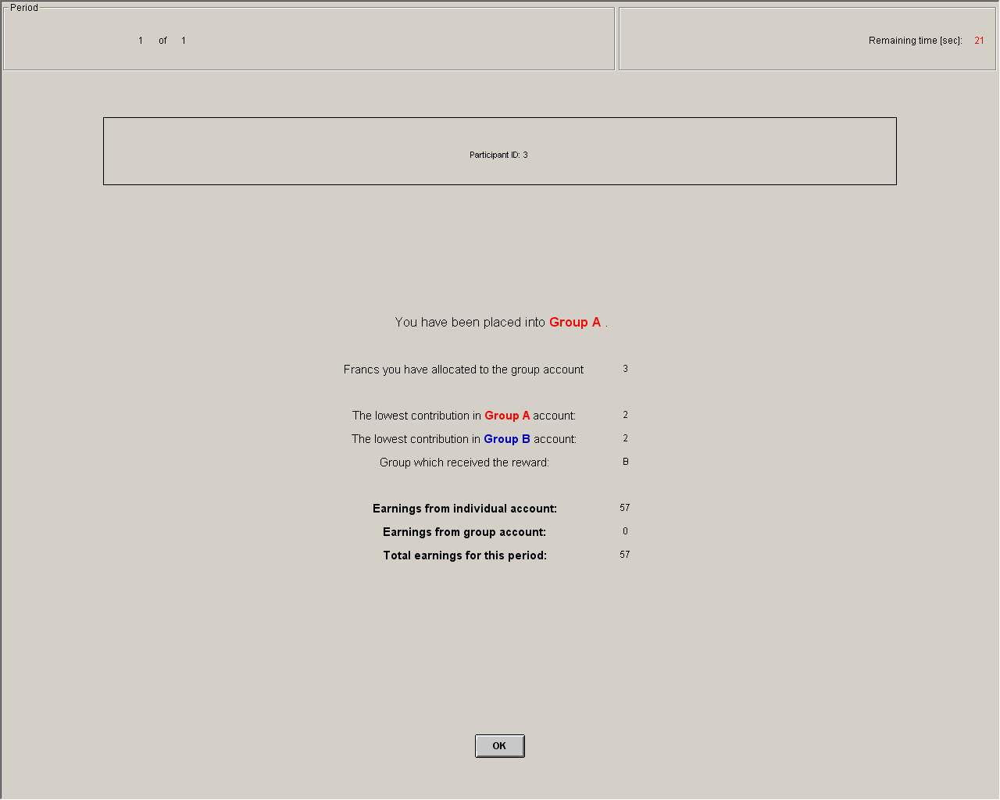 Period
1 of 1
Remaining time [sec]: 21
Participant ID: 3
You have been placed into Group A .
Francs you have allocated to the group account 3
The lowest contribution in Group A account: 2
The lowest contribution in Group B account: 2
Group which received the reward: B
Earnings from individual account: 57
Earnings from group account: 0
Total earnings for this period: 57
OK